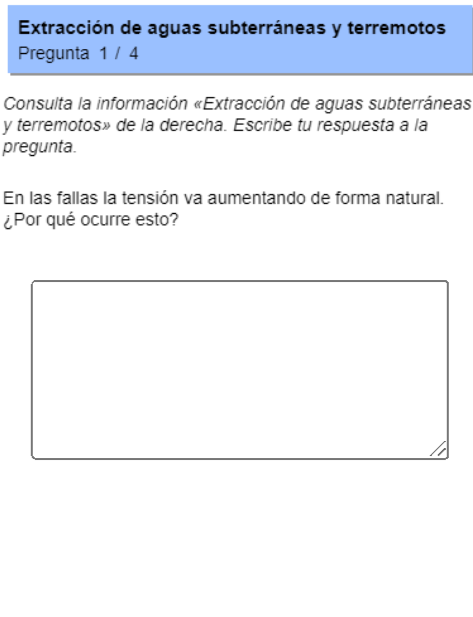 Extracción de aguas subterráneas y terremotos
Pregunta 1 / 4
Consulta la información «Extracción de aguas subterráneas
y terremotos» de la derecha. Escribe tu respuesta a la
pregunta.
En las fallas la tensión va aumentando de forma natural.
¿Por qué ocurre esto?